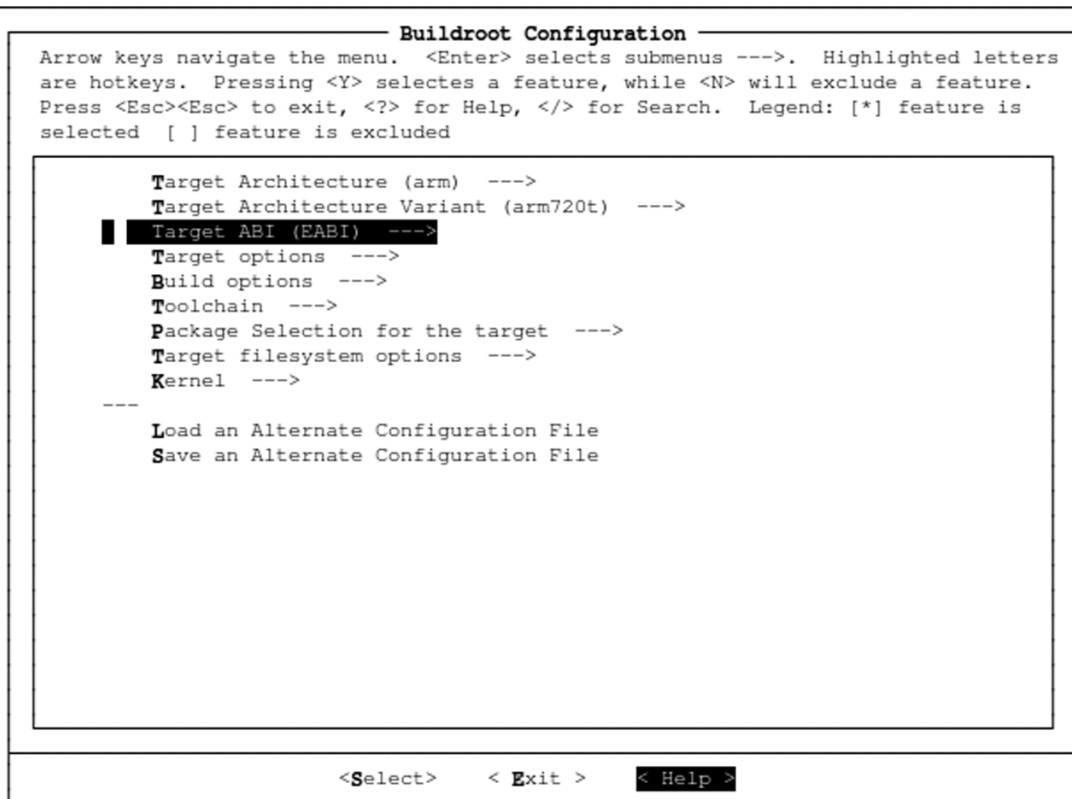 Buildroot Configuration
Arrow keys navigate the menu.  <Enter> selects submenus --->.  Highlighted letters
are hotkeys.  Pressing <Y> selectes a feature, while <N> will exclude a feature.
Press <Esc><Esc> to exit, <?> for Help, </> for Search.  Legend: [*] feature is
selected  [ ] feature is excluded
Target Architecture (arm)  --->
Target Architecture Variant (arm720t)  --->
Target ABI (EABI)  --->
Target options  --->
Build options  --->
Toolchain  --->
Package Selection for the target  --->
Target filesystem options  --->
Kernel  --->
---
Load an Alternate Configuration File
Save an Alternate Configuration File
<Select>    < Exit >    < Help >